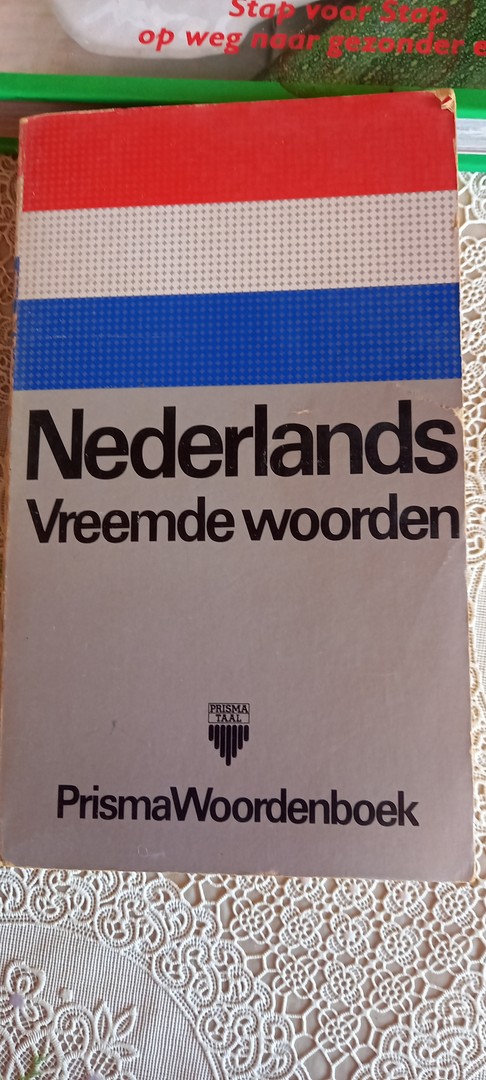 Stap voor Stap
op weg naar gezonder
Nederlands
Vreemde woorden
PRISMA
TAAL
PrismaWoordenboek